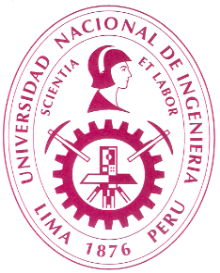 UNIVERSIDAD NACIONAL DE INGENIERIA
SCIENTIA ET LABOR
LIMA 1876 PERU